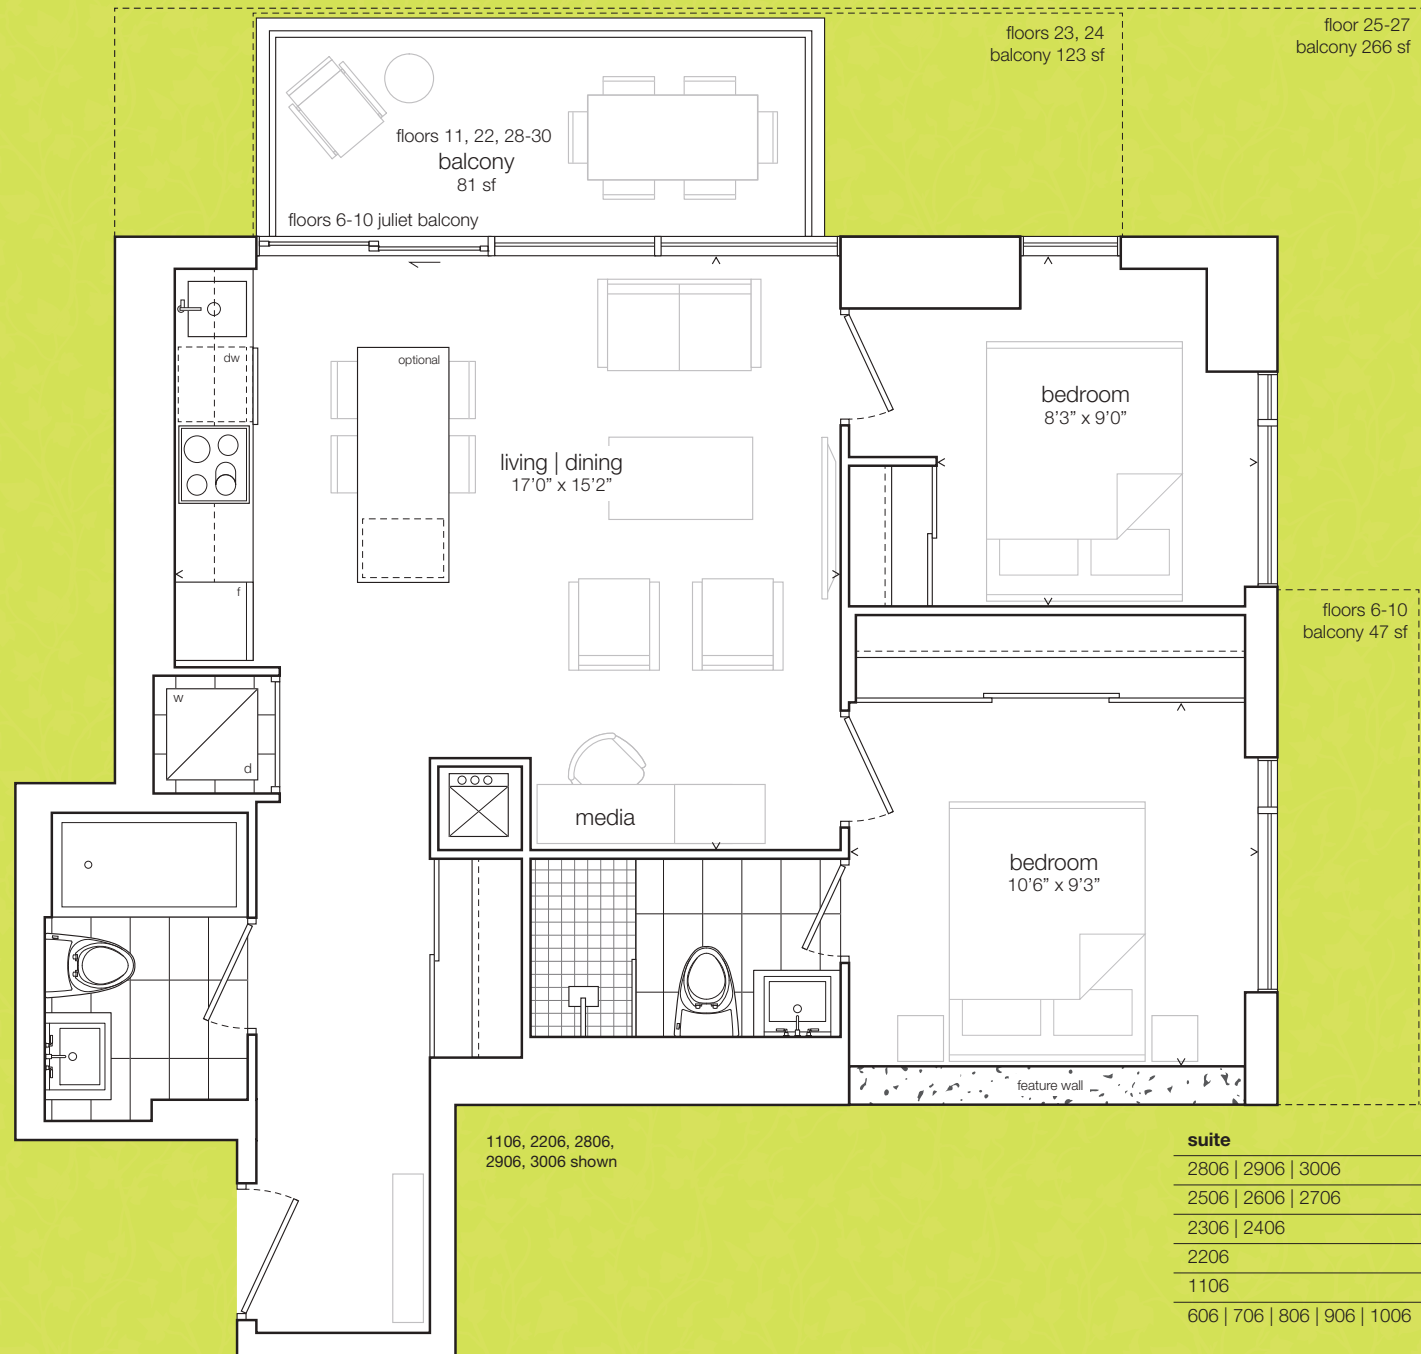 floors 23, 24
balcony 123 sf
floor 25-27
balcony 266 sf
floors 11, 22, 28-30
balcony
81 sf
floors 6-10 juliet balcony
dw
optional
bedroom
8'3” x 9'0”
living | dining
17'0” x 15'2”
f
floors 6-10
balcony 47 sf
w
d
media
bedroom
10'6” x 9'3”
feature wall
1106, 2206, 2806,
2906, 3006 shown
suite
2806 | 2906 | 3006
2506 | 2606 | 2706
2306 | 2406
2206
1106
606 | 706 | 806 | 906 | 1006